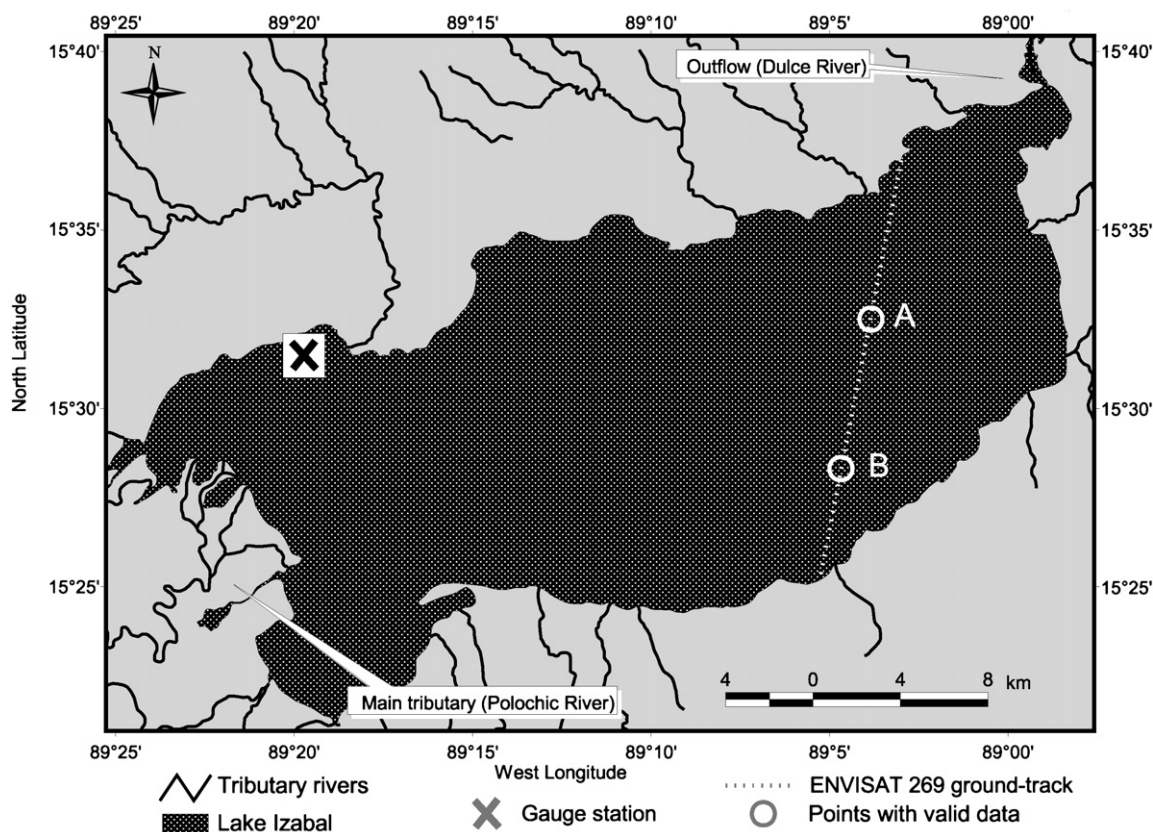 89°25' 89°20' 89°15' 89°10' 89°5' 89°00'
15°40' 15°40'
N
Outflow (Dulce River)
15°35' 15°35'
A
North Latitude
15°30' 15°30'
B
15°25' 15°25'
4 0 4 8 km
Main tributary (Polochic River)
89°25' 89°20' 89°15' 89°10' 89°5' 89°00'
West Longitude
Tributary rivers
ENVISAT 269 ground-track
Gauge station
Points with valid data
Lake Izabal